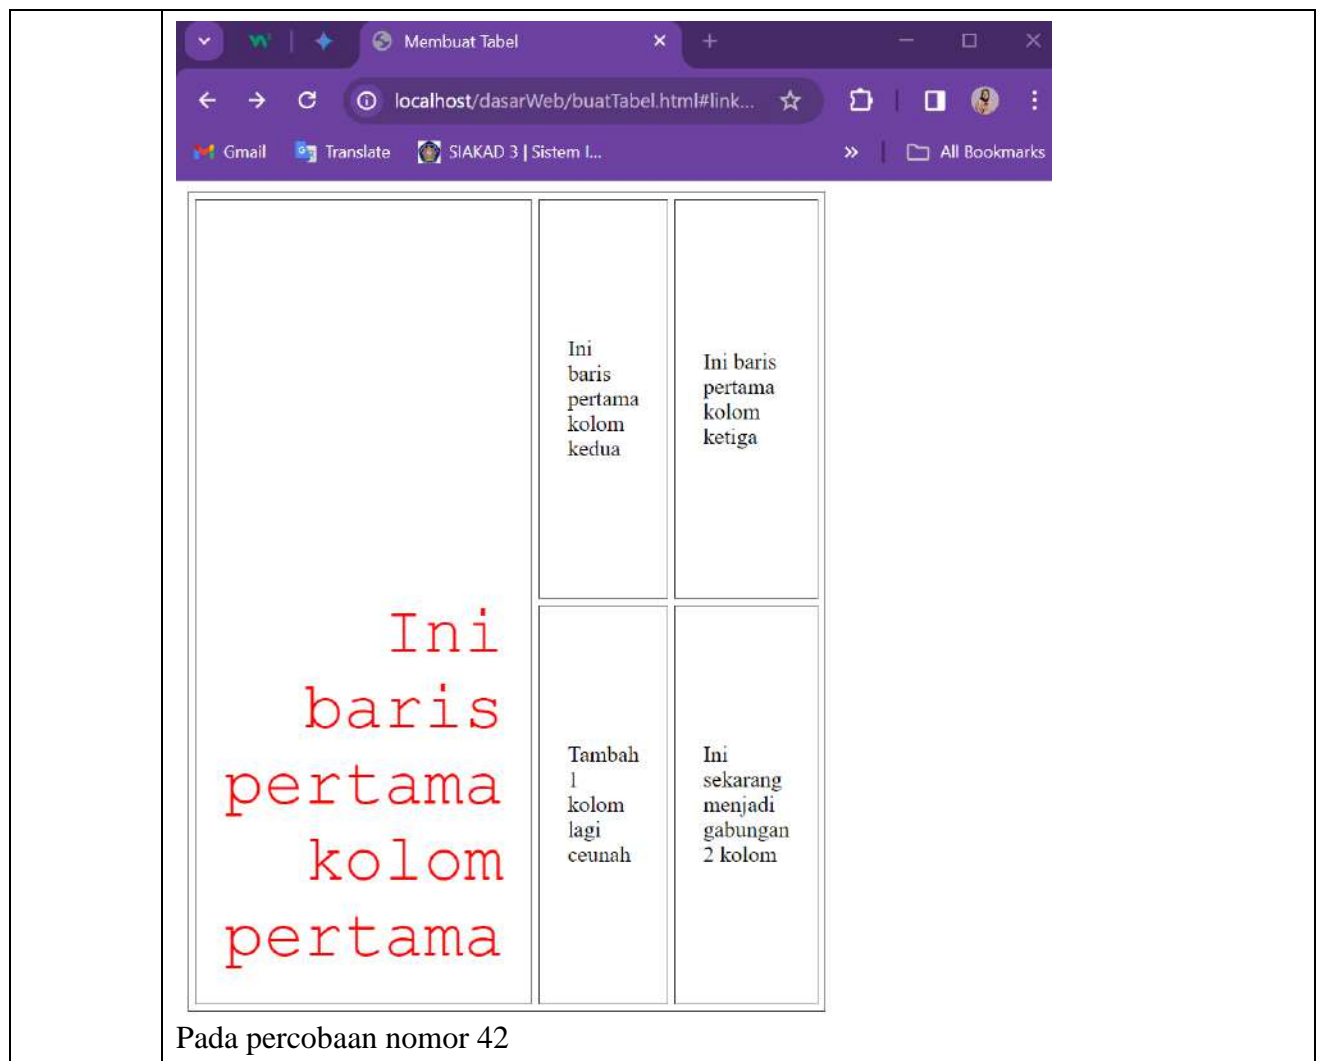 Membuat Tabel
localhost/dasarWeb/buatTabel.html#link...
Gmail
Translate
SIAKAD 3 | Sistem I...
All Bookmarks
Ini
baris
pertama
kolom
pertama
Ini
baris
pertama
kolom
kedua
Ini baris
pertama
kolom
ketiga
Tambah
1
kolom
lagi
ceunah
Ini
sekarang
menjadi
gabungan
2 kolom
Pada percobaan nomor 42